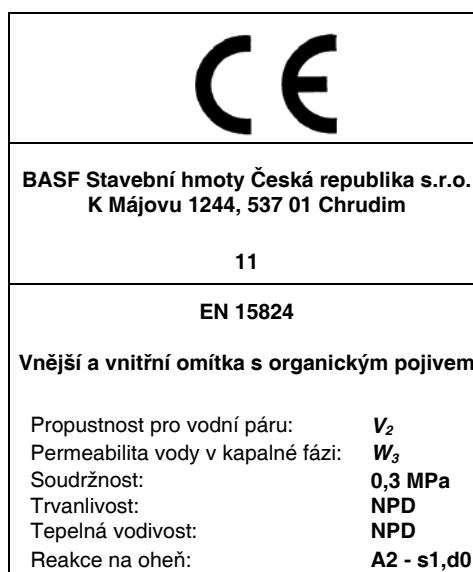 CE
BASF Stavební hmoty Česká republika s.r.o.
K Májovu 1244, 537 01 Chrudim
11
EN 15824
Vnější a vnitřní omítka s organickým pojivem
Propustnost pro vodní páru: V₂
Permeabilita vody v kapalné fázi: W₃
Soudržnost: 0,3 MPa
Trvanlivost: NPD
Tepelná vodivost: NPD
Reakce na oheň: A2 - s1,d0